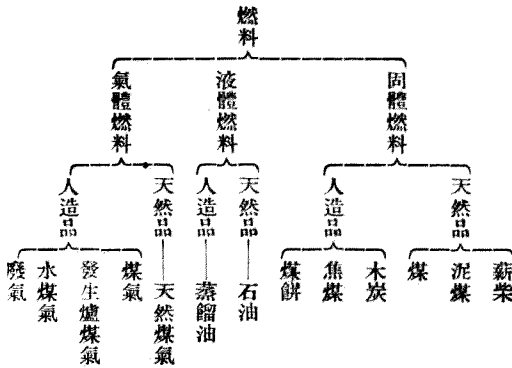 燃料
固體燃料
液體燃料
氣體燃料
天然品
人造品
天然品
人造品
天然品
人造品
薪柴
泥煤
煤
木炭
焦煤
煤餅
石油
蒸餾油
天然煤氣
煤氣
發生爐煤氣
水煤氣
廢氣